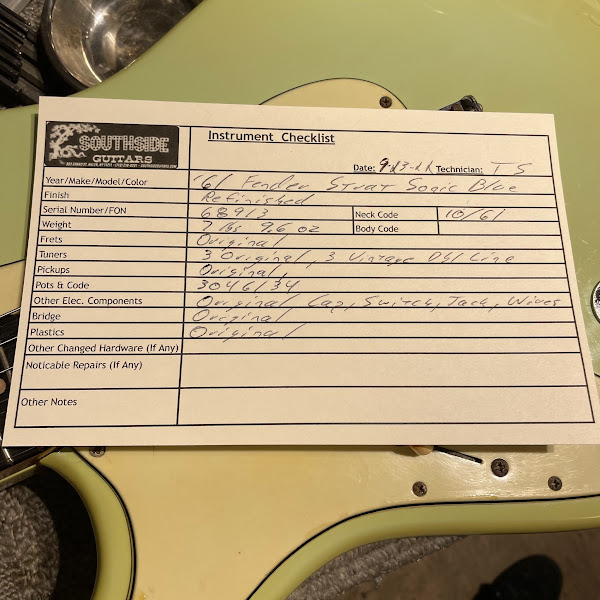 SOUTHSIDE
GUITARS
Instrument Checklist
Date: Technician: TS
Year/Make/Model/Color '61 Fender Strat Sonic Blue
Finish Refinished
Serial Number/FON 68913 Neck Code 10/61
Weight 7 lbs 9.6 oz Body Code
Frets Original
Tuners 3 Original, 3 Vintage Line
Pickups Original,
Pots & Code 3046134
Other Elec. Components Original Cap, Switch, Jack, Wires
Bridge Original
Plastics Original
Other Changed Hardware (If Any)
Noticable Repairs (If Any)
Other Notes